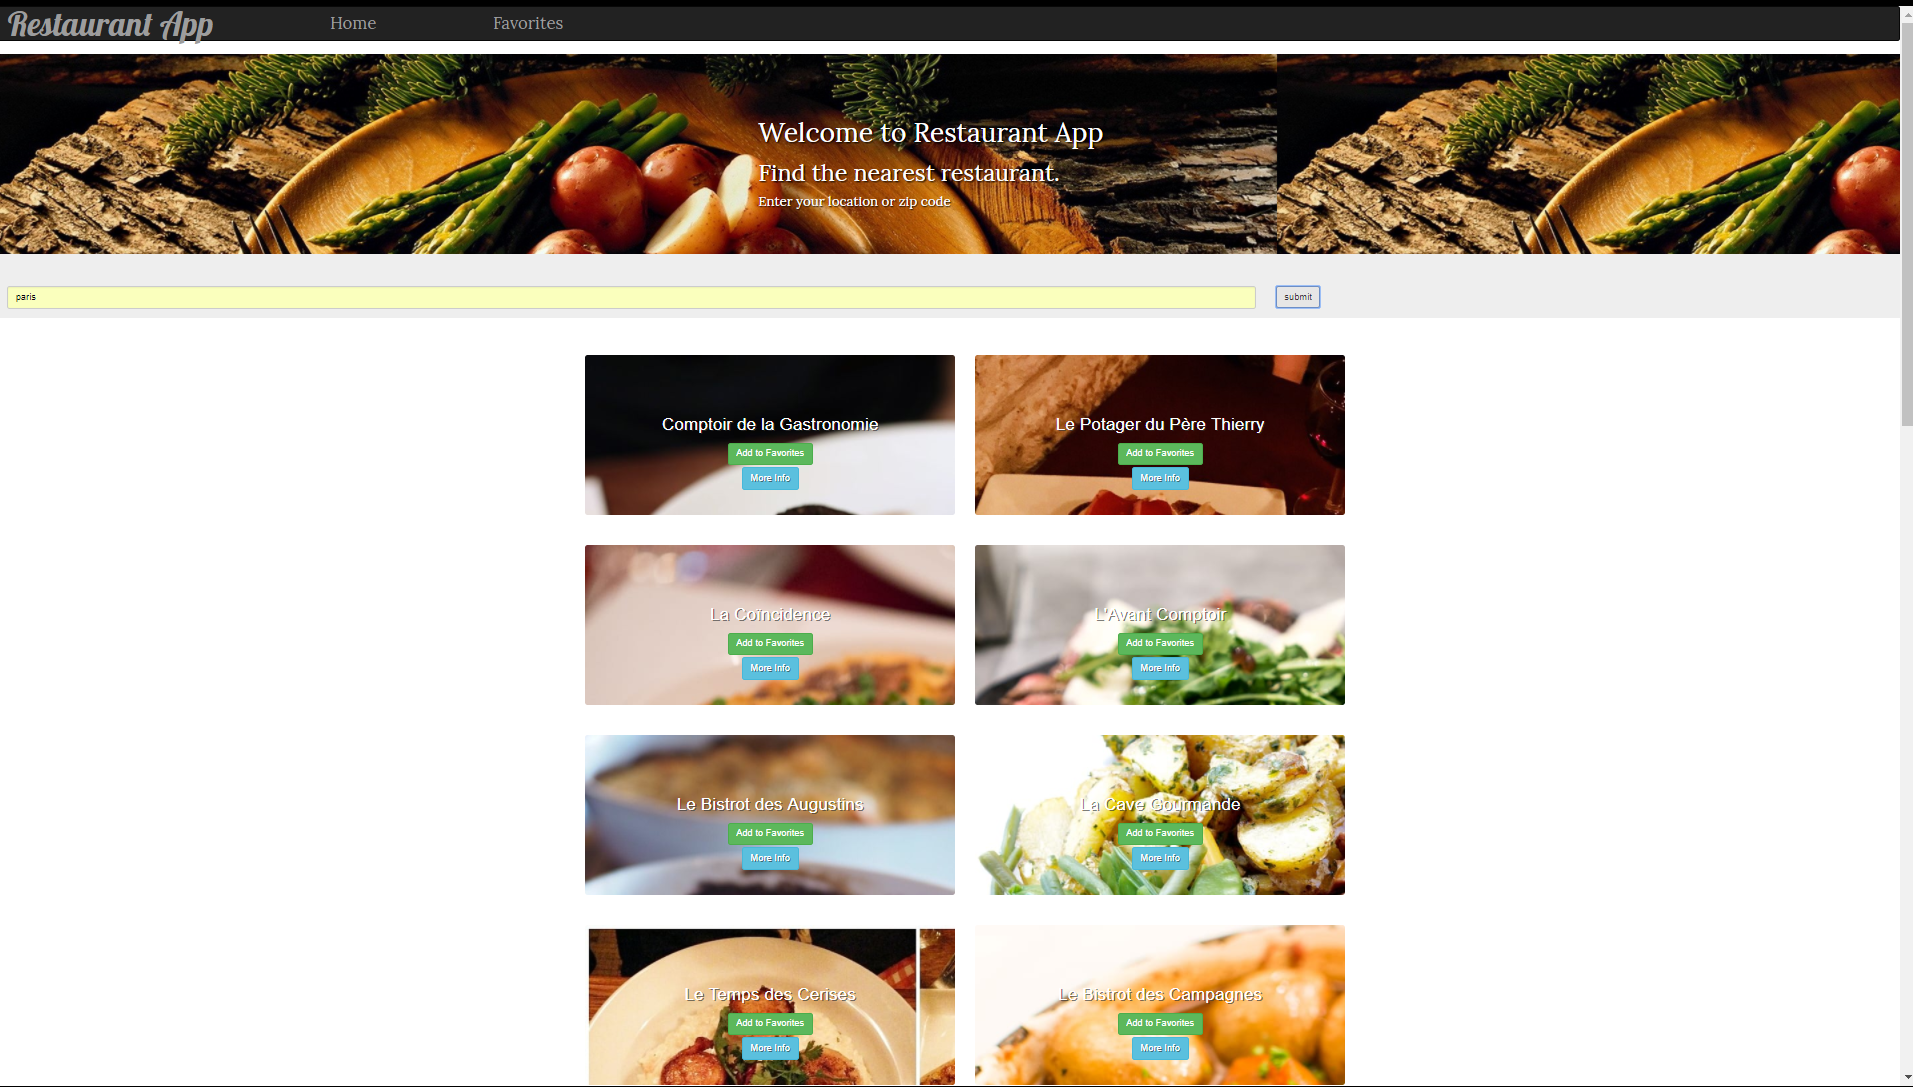 Restaurant App
Home
Favorites
Welcome to Restaurant App
Find the nearest restaurant.
Enter your location or zip code
paris
submit
Comptoir de la Gastronomie
Add to Favorites
More Info
Le Potager du Père Thierry
Add to Favorites
More Info
La Coïncidence
Add to Favorites
More Info
L'Avant Comptoir
Add to Favorites
More Info
Le Bistrot des Augustins
Add to Favorites
More Info
La Cave Gourmande
Add to Favorites
More Info
Le Temps des Cerises
Add to Favorites
More Info
Le Bistrot des Campagnes
Add to Favorites
More Info